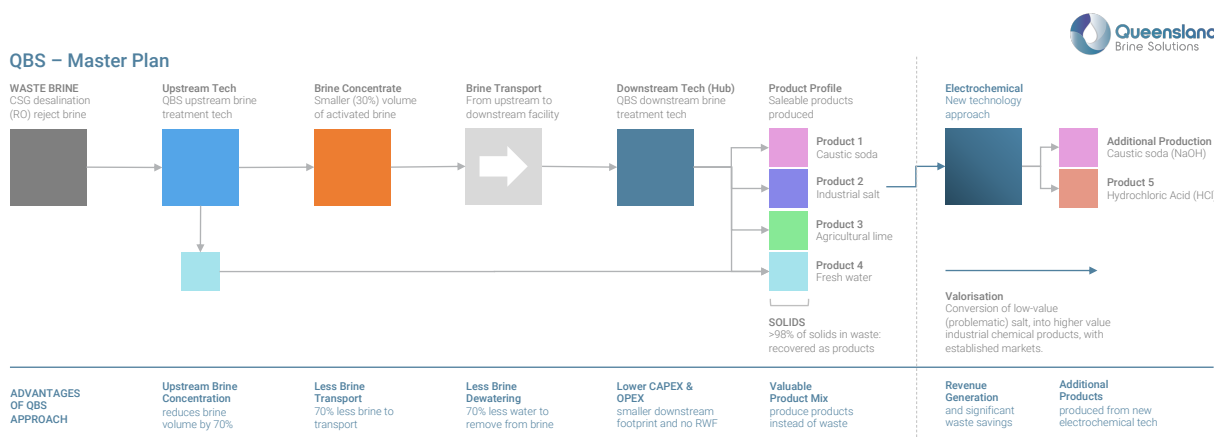 Queensland
Brine Solutions
QBS – Master Plan
WASTE BRINE
CSG desalination
(RO) reject brine
Upstream Tech
QBS upstream brine
treatment tech
Brine Concentrate
Smaller (30%) volume
of activated brine
Brine Transport
From upstream to
downstream facility
Downstream Tech (Hub)
QBS downstream brine
treatment tech
Product Profile
Saleable products
produced
Electrochemical
New technology
approach
Product 1
Caustic soda
Product 2
Industrial salt
Product 3
Agricultural lime
Product 4
Fresh water
Additional Production
Caustic soda (NaOH)
Product 5
Hydrochloric Acid (HCl)
SOLIDS
>98% of solids in waste:
recovered as products
Valorisation
Conversion of low-value
(problematic) salt, into higher value
industrial chemical products, with
established markets.
ADVANTAGES
OF QBS
APPROACH
Upstream Brine
Concentration
reduces brine
volume by 70%
Less Brine
Transport
70% less brine to
transport
Less Brine
Dewatering
70% less water to
remove from brine
Lower CAPEX &
OPEX
smaller downstream
footprint and no RWF
Valuable
Product Mix
produce products
instead of waste
Revenue
Generation
and significant
waste savings
Additional
Products
produced from new
electrochemical tech